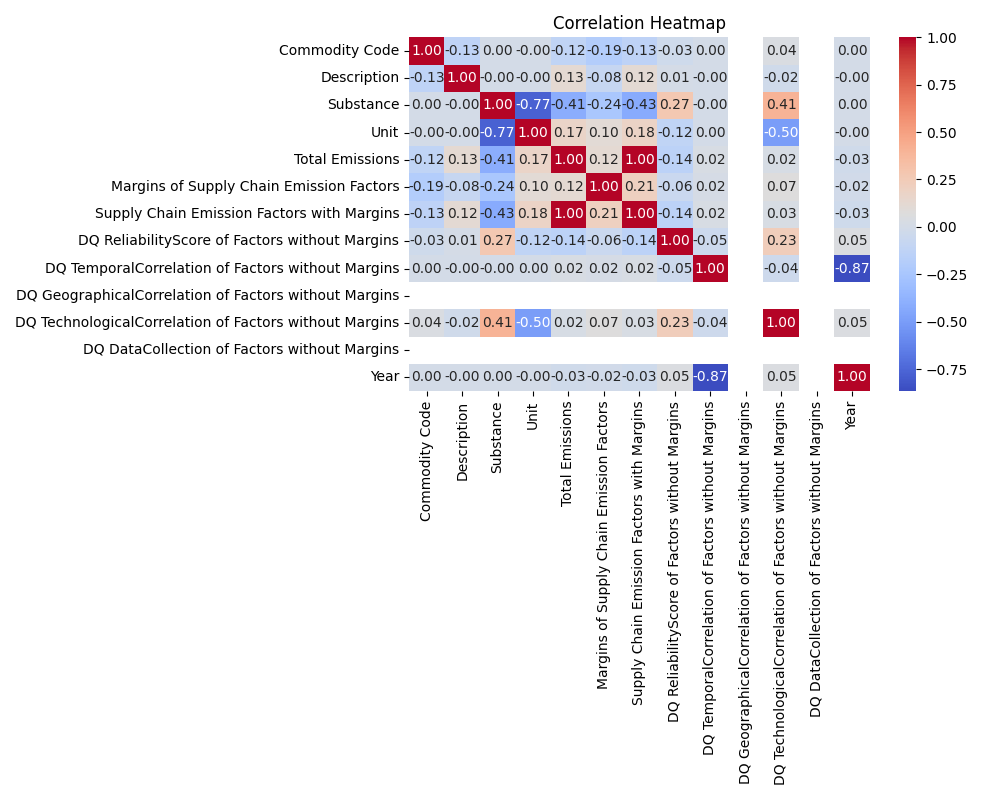 Correlation Heatmap
Commodity Code 1.00 -0.13 0.00 -0.00 -0.12 -0.19 -0.13 -0.03 0.00 0.04 0.00
Description -0.13 1.00 -0.00 -0.00 0.13 -0.08 0.12 0.01 -0.00 -0.02 -0.00
Substance 0.00 -0.00 1.00 -0.77 -0.41 -0.24 -0.43 0.27 -0.00 0.41 0.00
Unit -0.00 -0.00 -0.77 1.00 0.17 0.10 0.18 -0.12 0.00 -0.50 -0.00
Total Emissions -0.12 0.13 -0.41 0.17 1.00 0.12 1.00 -0.14 0.02 0.02 -0.03
Margins of Supply Chain Emission Factors -0.19 -0.08 -0.24 0.10 0.12 1.00 0.21 -0.06 0.02 0.07 -0.02
Supply Chain Emission Factors with Margins -0.13 0.12 -0.43 0.18 1.00 0.21 1.00 -0.14 0.02 0.03 -0.03
DQ ReliabilityScore of Factors without Margins -0.03 0.01 0.27 -0.12 -0.14 -0.06 -0.14 1.00 -0.05 0.23 0.05
DQ TemporalCorrelation of Factors without Margins 0.00 -0.00 -0.00 0.00 0.02 0.02 0.02 -0.05 1.00 -0.04 -0.87
DQ GeographicalCorrelation of Factors without Margins
DQ TechnologicalCorrelation of Factors without Margins 0.04 -0.02 0.41 -0.50 0.02 0.07 0.03 0.23 -0.04 1.00 0.05
DQ DataCollection of Factors without Margins
Year 0.00 -0.00 0.00 -0.00 -0.03 -0.02 -0.03 0.05 -0.87 0.05 1.00
Commodity Code
Description
Substance
Unit
Total Emissions
Margins of Supply Chain Emission Factors
Supply Chain Emission Factors with Margins
DQ ReliabilityScore of Factors without Margins
DQ TemporalCorrelation of Factors without Margins
DQ GeographicalCorrelation of Factors without Margins
DQ TechnologicalCorrelation of Factors without Margins
DQ DataCollection of Factors without Margins
Year
1.00
0.75
0.50
0.25
0.00
−0.25
−0.50
−0.75